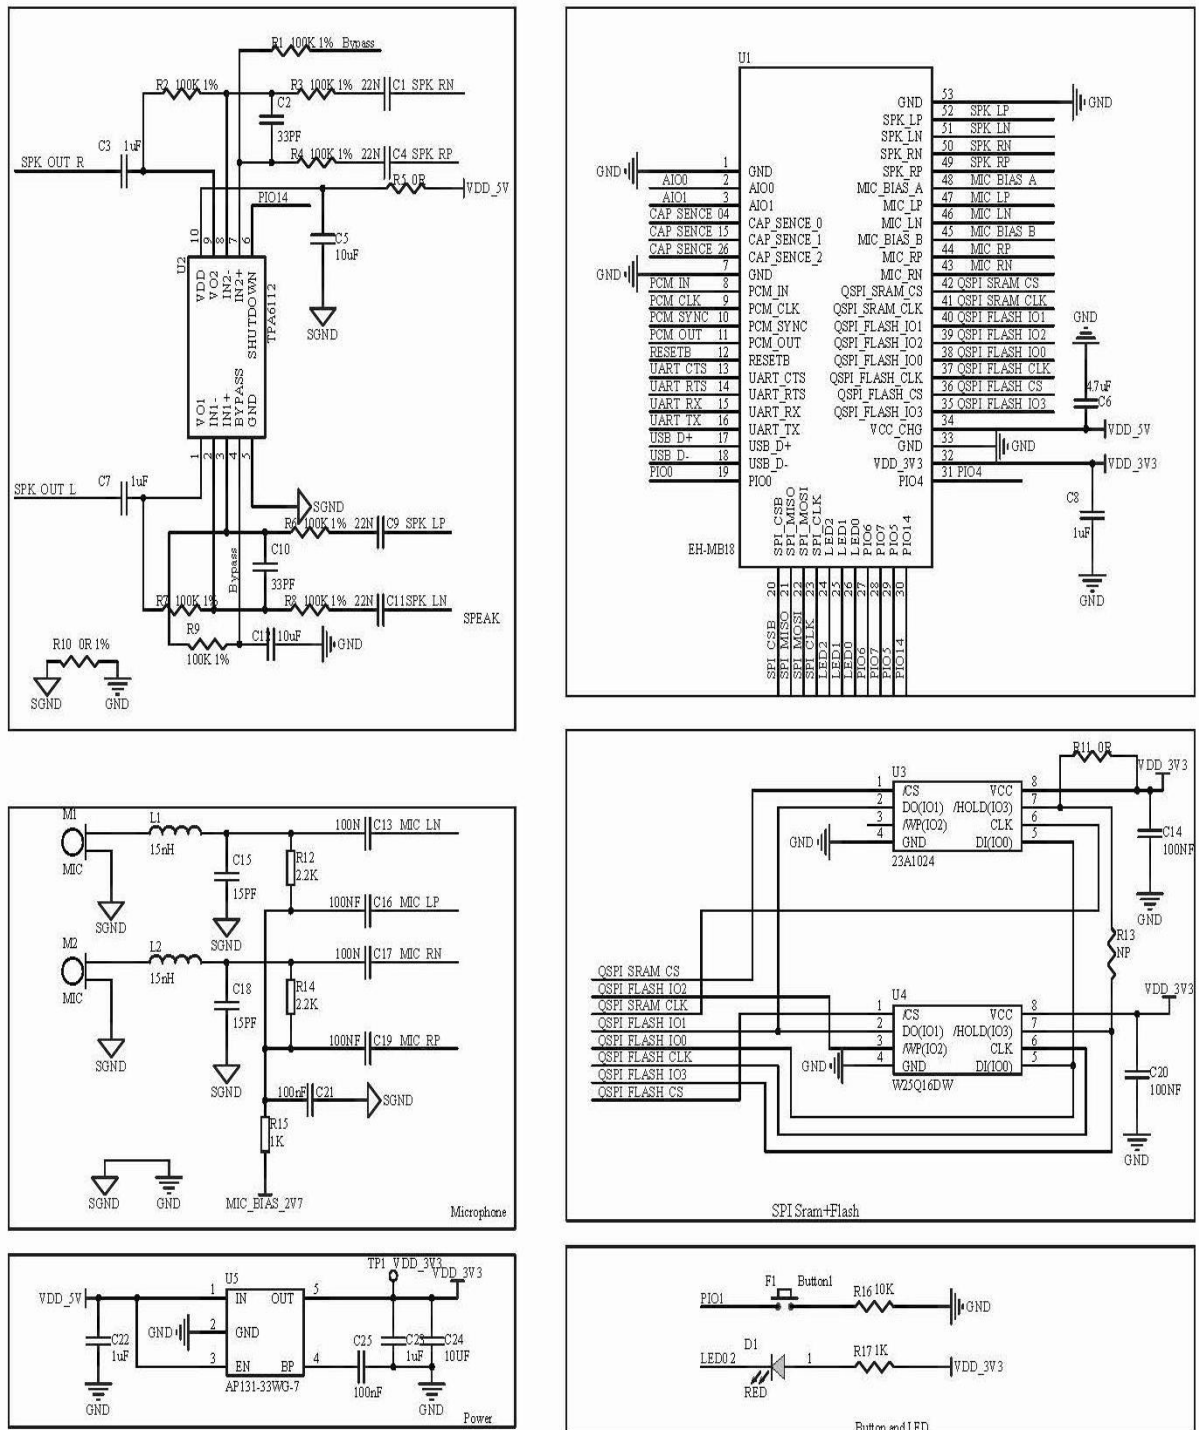 R1 100K 1% Bypass
R2 100K 1%
R3 100K 1% 22N C1 SPK RN
C2
33PF
C3 1uF
R4 100K 1% 22N C4 SPK RP
SPK OUT R
R5 0R
VDD_5V
PIO14
C5
10uF
SGND
10 9 8 7 6
U2
VDD
VO2
IN2-
IN2+
SHUTDOWN
TPA6112
VO1
IN1-
IN1+
BYPASS
GND
1 2 3 4 5
C7 1uF
SPK OUT L
SGND
R6 100K 1% 22N C9 SPK LP
C10
33PF
Bypass
R7 100K 1%
R8 100K 1% 22N C11 SPK LN
SPEAK
R9
100K 1%
10uF
GND
R10 0R 1%
SGND
GND
U1
GND 53 GND
SPK_LP 52 SPK LP
SPK_LN 51 SPK LN
SPK_RN 50 SPK RN
SPK_RP 49 SPK RP
MIC_BIAS_A 48 MIC BIAS A
MIC_LP 47 MIC LP
MIC_LN 46 MIC LN
MIC_BIAS_B 45 MIC BIAS B
MIC_RP 44 MIC RP
MIC_RN 43 MIC RN
QSPI_SRAM_CS 42 QSPI SRAM CS
QSPI_SRAM_CLK 41 QSPI SRAM CLK
QSPI_FLASH_IO1 40 QSPI FLASH IO1
QSPI_FLASH_IO2 39 QSPI FLASH IO2
QSPI_FLASH_IO0 38 QSPI FLASH IO0
QSPI_FLASH_CLK 37 QSPI FLASH CLK
QSPI_FLASH_CS 36 QSPI FLASH CS
QSPI_FLASH_IO3 35 QSPI FLASH IO3
VCC_CHG 34 VDD_5V
GND 33 GND
VDD_3V3 32 VDD_3V3
PIO4 31 PIO4
GND 1 GND
AIO0 2 AIO0
AIO1 3 AIO1
CAP SENCE 0 4 CAP_SENCE_0
CAP SENCE 1 5 CAP_SENCE_1
CAP SENCE 2 6 CAP_SENCE_2
GND 7 GND
PCM IN 8 PCM_IN
PCM CLK 9 PCM_CLK
PCM SYNC 10 PCM_SYNC
PCM OUT 11 PCM_OUT
RESETB 12 RESETB
UART CTS 13 UART_CTS
UART RTS 14 UART_RTS
UART RX 15 UART_RX
UART TX 16 UART_TX
USB D+ 17 USB_D+
USB D- 18 USB_D-
PIO0 19 PIO0
GND
4.7uF
C6
C8
1uF
GND
EH-MB18
SPI_CSB 20 SPI CSB
SPI_MISO 21 SPI MISO
SPI_MOSI 22 SPI MOSI
SPI_CLK 23 SPI CLK
LED2 24 LED2
LED1 25 LED1
LED0 26 LED0
PIO6 27 PIO6
PIO7 28 PIO7
PIO5 29 PIO5
PIO14 30 PIO14
M1
MIC
L1
15nH
C15
15PF
SGND
SGND
R12
2.2K
100N C13 MIC LN
100NF C16 MIC LP
M2
MIC
L2
15nH
C18
15PF
SGND
SGND
R14
2.2K
100N C17 MIC RN
100NF C19 MIC RP
100nF C21 SGND
R15
1K
MIC_BIAS_2V7
SGND
GND
Microphone
R11 0R
VDD_3V3
U3
1 /CS VCC 8
2 DO(IO1) /HOLD(IO3) 7
3 /WP(IO2) CLK 6
GND 4 GND DI(IO0) 5
23A1024
C14
100NF
GND
R13
NP
QSPI SRAM CS
QSPI FLASH IO2
QSPI SRAM CLK
QSPI FLASH IO1
QSPI FLASH IO0
QSPI FLASH CLK
QSPI FLASH IO3
QSPI FLASH CS
VDD_3V3
U4
1 /CS VCC 8
2 DO(IO1) /HOLD(IO3) 7
3 /WP(IO2) CLK 6
GND 4 GND DI(IO0) 5
W25Q16DW
C20
100NF
GND
SPI Sram+Flash
TP1 VDD_3V3
VDD_3V3
U5
VDD_5V 1 IN OUT 5
GND 2 GND
3 EN BP 4
AP131-33WG-7
C22
1uF
GND
C25
100nF
1uF
C24
10UF
GND
Power
F1 Button1
PIO1 R16 10K GND
D1
LED0 2 1 R17 1K VDD_3V3
RED
Button and LED